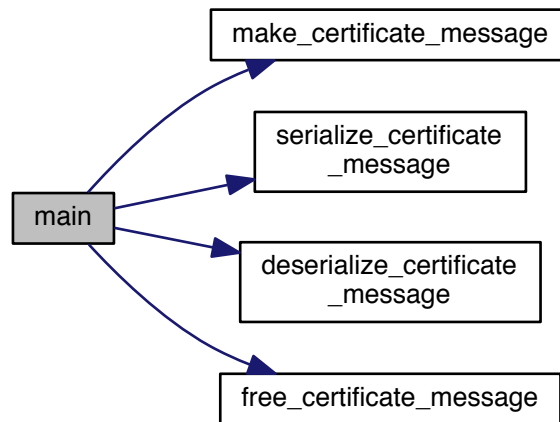 make_certificate_message
serialize_certificate
_message
main
deserialize_certificate
_message
free_certificate_message